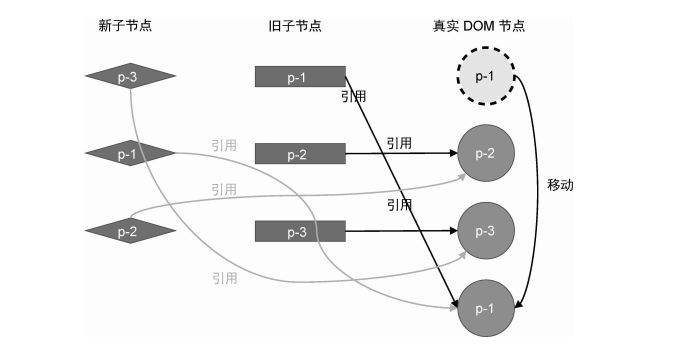 新子节点 旧子节点 真实 DOM 节点
p-3 p-1 p-1
引用
p-1 引用 p-2 引用 p-2
引用 移动
引用
p-2 p-3 p-3
引用
p-1